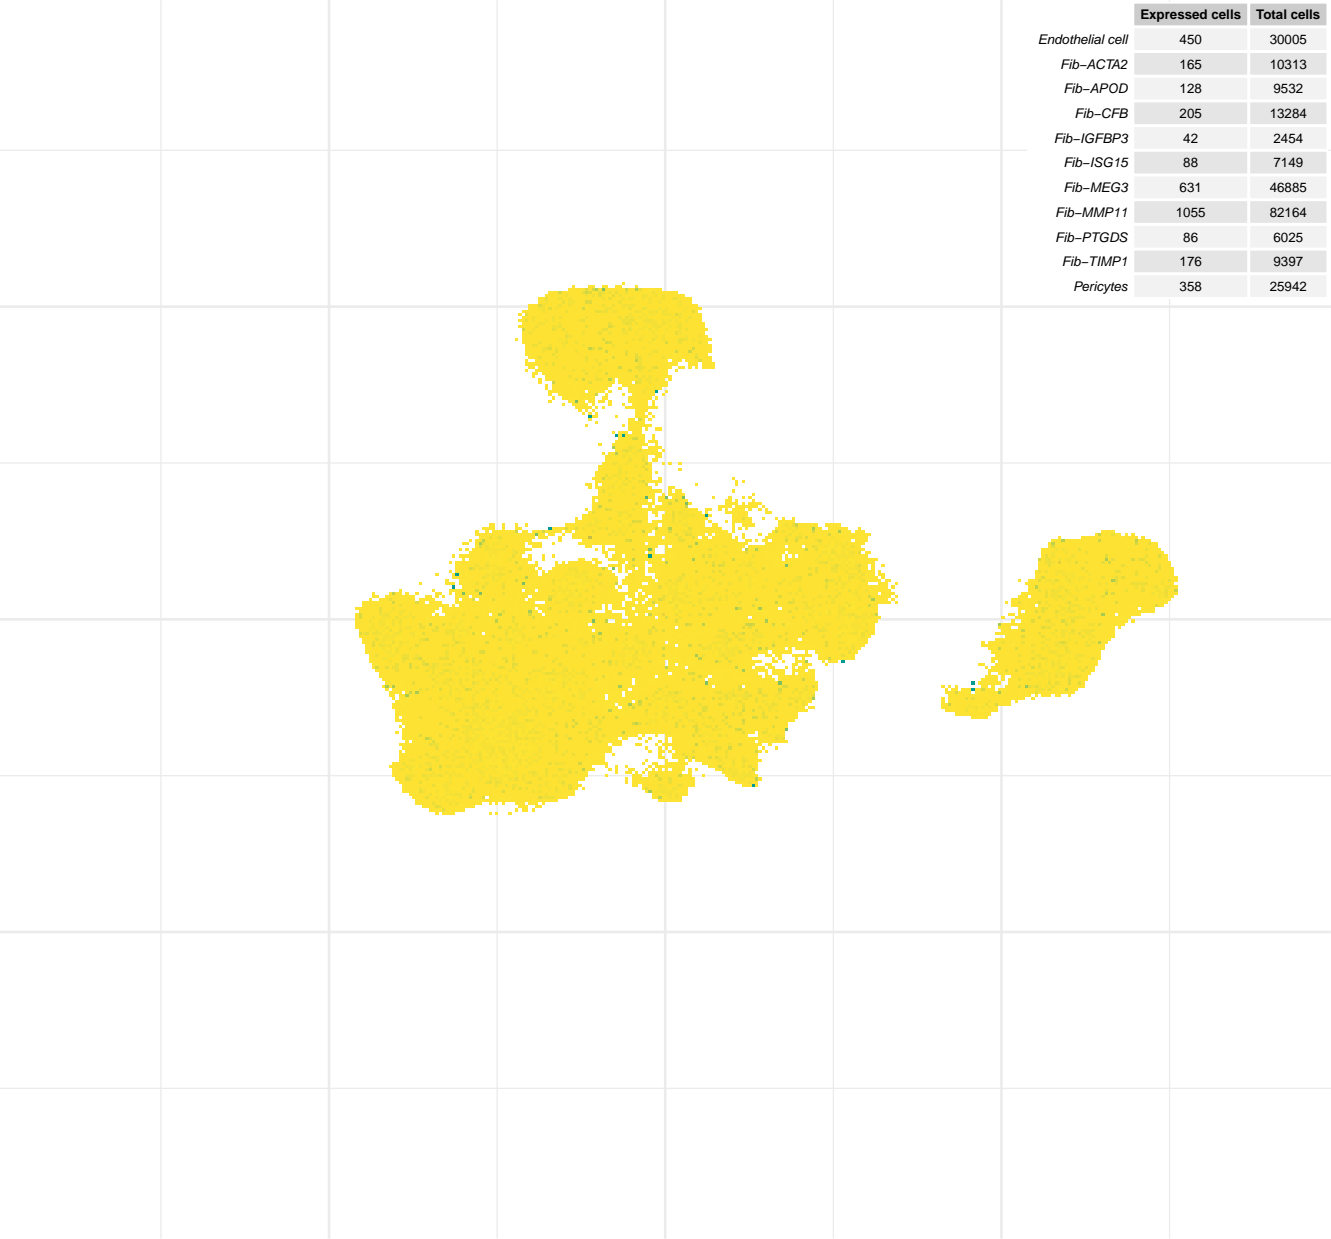 Expressed cells Total cells
Endothelial cell 450 30005
Fib−ACTA2 165 10313
Fib−APOD 128 9532
Fib−CFB 205 13284
Fib−IGFBP3 42 2454
Fib−ISG15 88 7149
Fib−MEG3 631 46885
Fib−MMP11 1055 82164
Fib−PTGDS 86 6025
Fib−TIMP1 176 9397
Pericytes 358 25942